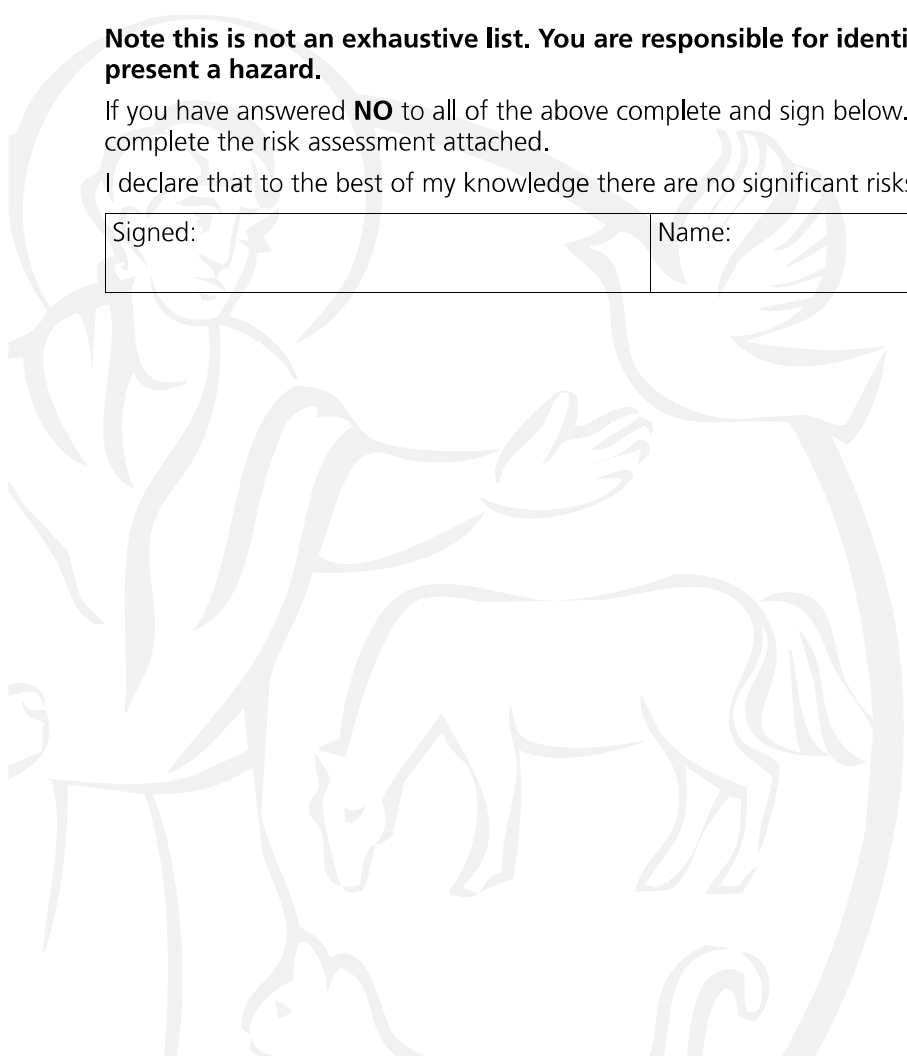 Note this is not an exhaustive list. You are responsible for identi
present a hazard.
If you have answered NO to all of the above complete and sign below.
complete the risk assessment attached.
I declare that to the best of my knowledge there are no significant risks
Signed:
Name: